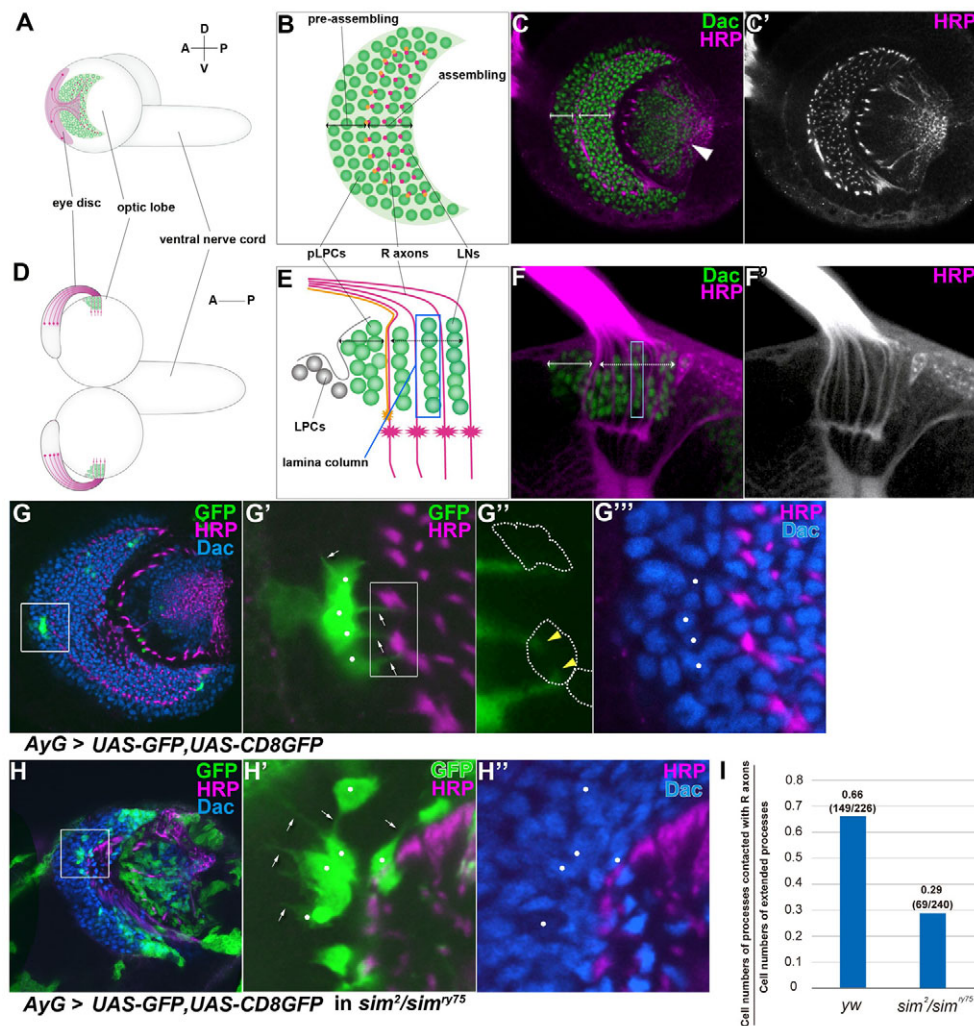 A
D
A P
V
eye disc
optic lobe
ventral nerve cord
B
pre-assembling
assembling
pLPCs
R axons
LNs
C
Dac
HRP
C'
HRP
D
A P
E
LPCs
lamina column
F
Dac
HRP
F'
HRP
G
GFP
HRP
Dac
G'
GFP
HRP
G''
G'''
HRP
Dac
AyG > UAS-GFP,UAS-CD8GFP
H
GFP
HRP
Dac
H'
GFP
HRP
H''
HRP
Dac
AyG > UAS-GFP,UAS-CD8GFP in sim²/simʳʸ⁷⁵
I
Cell numbers of processes contacted with R axons
Cell numbers of extended processes
0.8
0.7
0.6
0.5
0.4
0.3
0.2
0.1
0
0.66
(149/226)
0.29
(69/240)
yw
sim²/simʳʸ⁷⁵